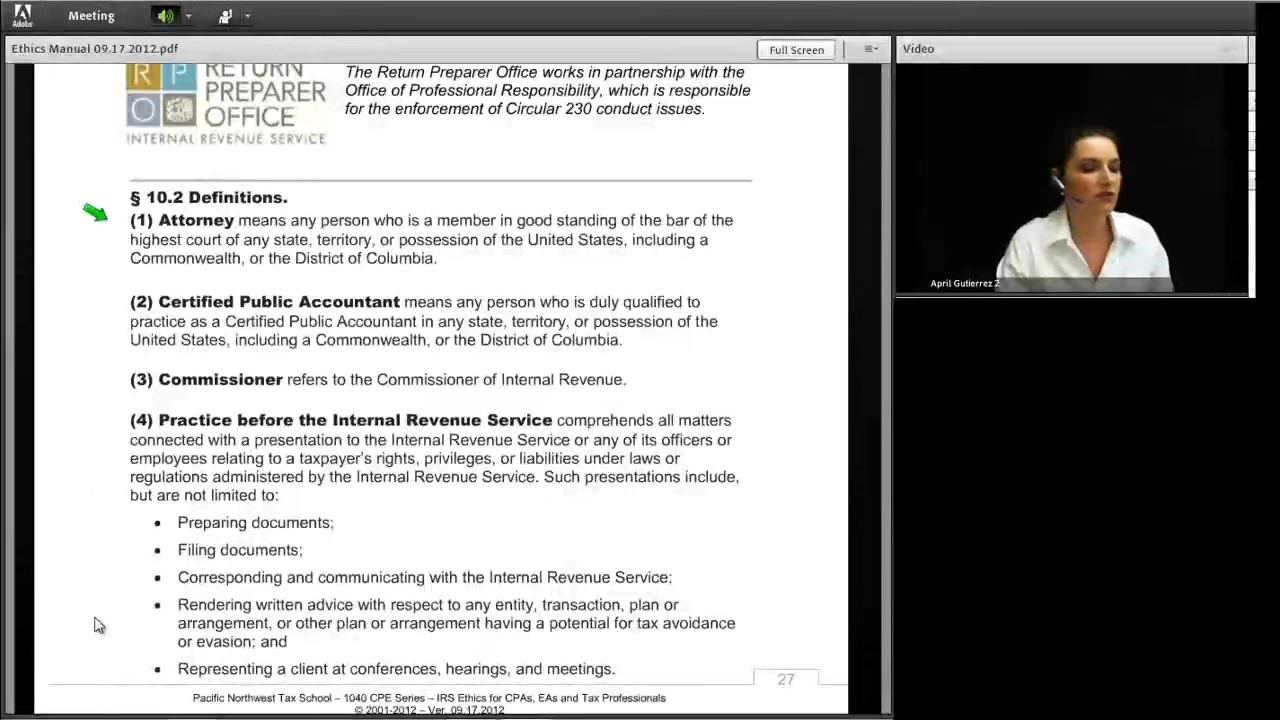 Adobe
Meeting
Ethics Manual 09.17.2012.pdf
Full Screen
Video
R P RETURN
O PREPARER
OFFICE
INTERNAL REVENUE SERVICE
The Return Preparer Office works in partnership with the
Office of Professional Responsibility, which is responsible
for the enforcement of Circular 230 conduct issues.
§ 10.2 Definitions.
(1) Attorney means any person who is a member in good standing of the bar of the
highest court of any state, territory, or possession of the United States, including a
Commonwealth, or the District of Columbia.
(2) Certified Public Accountant means any person who is duly qualified to
practice as a Certified Public Accountant in any state, territory, or possession of the
United States, including a Commonwealth, or the District of Columbia.
(3) Commissioner refers to the Commissioner of Internal Revenue.
(4) Practice before the Internal Revenue Service comprehends all matters
connected with a presentation to the Internal Revenue Service or any of its officers or
employees relating to a taxpayer's rights, privileges, or liabilities under laws or
regulations administered by the Internal Revenue Service. Such presentations include,
but are not limited to:
• Preparing documents;
• Filing documents;
• Corresponding and communicating with the Internal Revenue Service;
• Rendering written advice with respect to any entity, transaction, plan or
arrangement, or other plan or arrangement having a potential for tax avoidance
or evasion; and
• Representing a client at conferences, hearings, and meetings.
27
Pacific Northwest Tax School – 1040 CPE Series – IRS Ethics for CPAs, EAs and Tax Professionals
© 2001-2012 – Ver. 09.17.2012
April Gutierrez 2